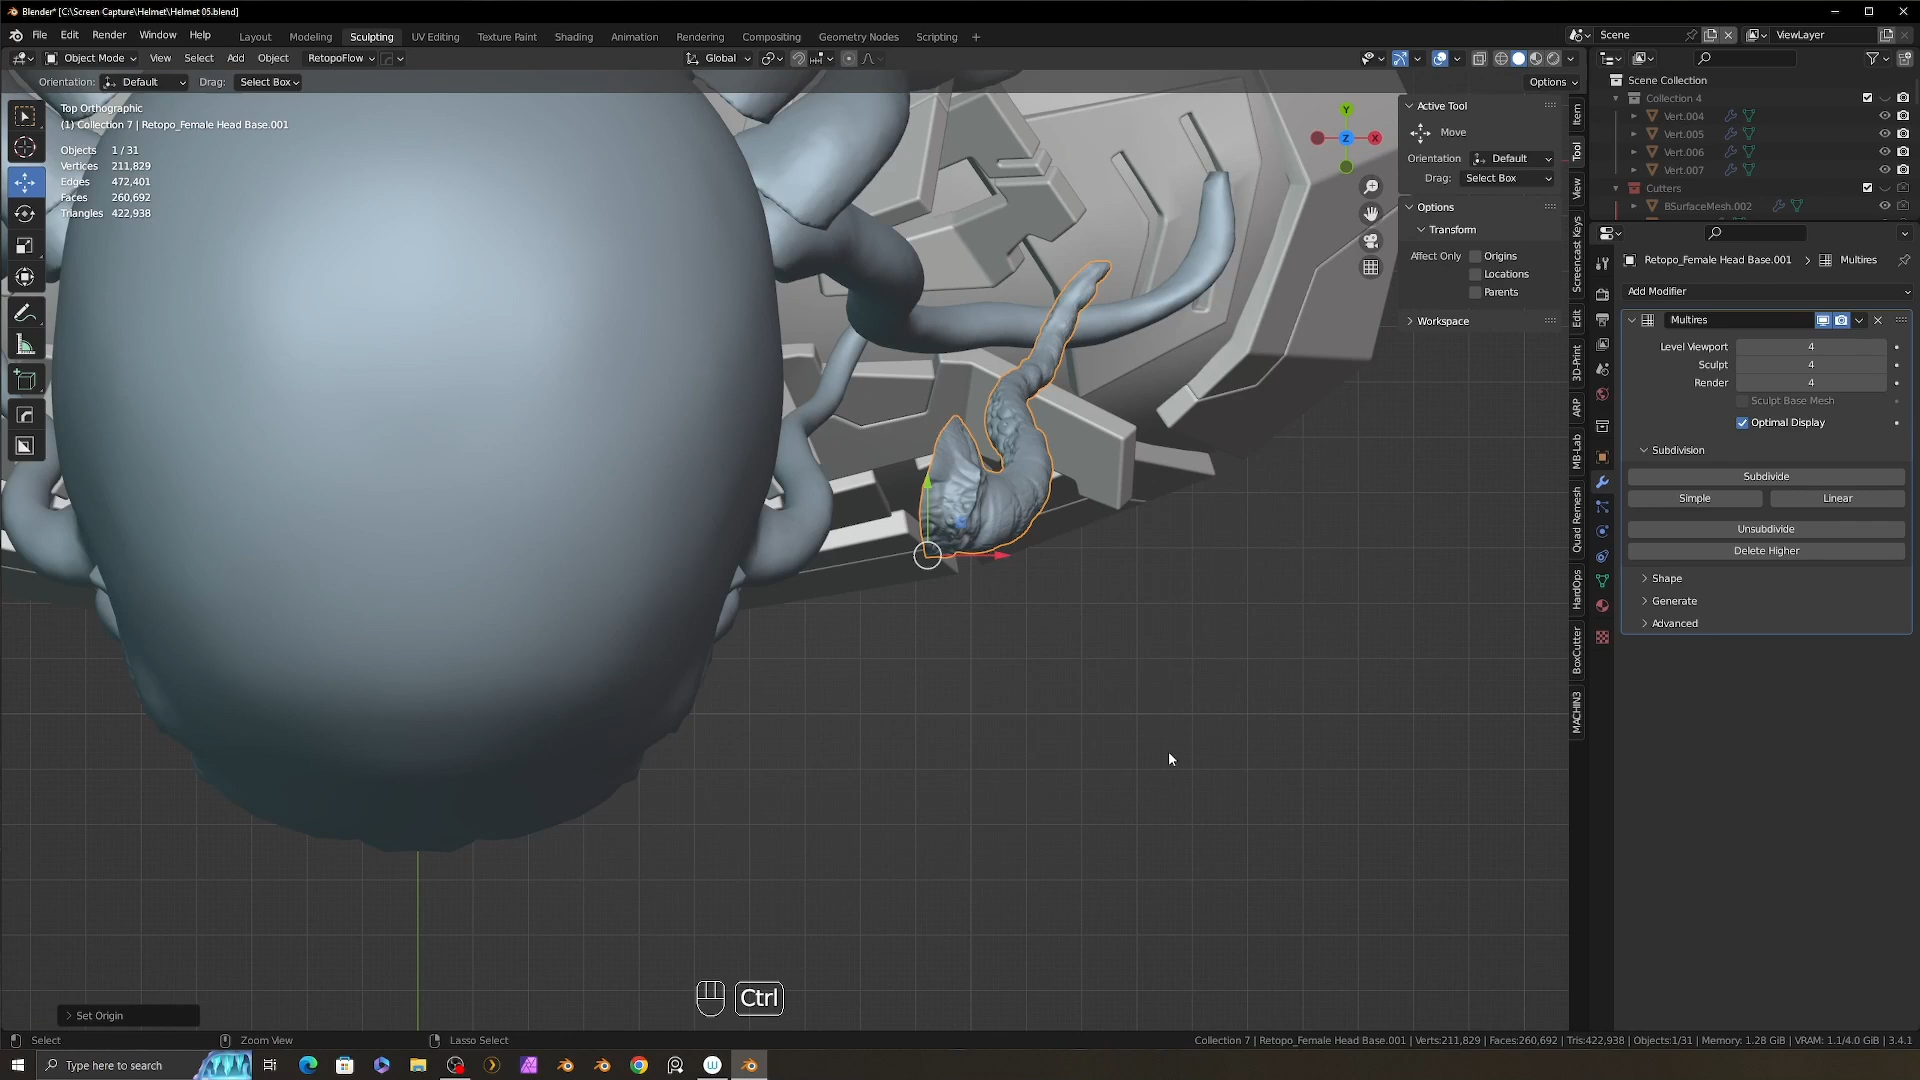 Blender* [C:\Screen Capture\Helmet\Helmet 05.blend]
File Edit Render Window Help
Layout Modeling Sculpting UV Editing Texture Paint Shading Animation Rendering Compositing Geometry Nodes Scripting +
Scene ViewLayer
Object Mode View Select Add Object RetopoFlow Global
Orientation: Default Drag: Select Box Options
Top Orthographic
(1) Collection 7 | Retopo_Female Head Base.001
Objects 1 / 31
Vertices 211,829
Edges 472,401
Faces 260,692
Triangles 422,938
Y
Z X
Active Tool
Move
Orientation Default
Drag: Select Box
Options
Transform
Affect Only Origins
Locations
Parents
Workspace
Item
Tool
View
Screencast Keys
Edit
3D-Print
ARP
MB-Lab
Quad Remesh
HardOps
BoxCutter
MACHIN3
Scene Collection
Collection 4
Vert.004
Vert.005
Vert.006
Vert.007
Cutters
BSurfaceMesh.002
Retopo_Female Head Base.001 Multires
Add Modifier
Multires
Level Viewport 4
Sculpt 4
Render 4
Sculpt Base Mesh
Optimal Display
Subdivision
Subdivide
Simple Linear
Unsubdivide
Delete Higher
Shape
Generate
Advanced
Ctrl
Set Origin
Select Zoom View Lasso Select
Collection 7 | Retopo_Female Head Base.001 | Verts:211,829 | Faces:260,692 | Tris:422,938 | Objects:1/31 | Memory: 1.28 GiB | VRAM: 1.1/4.0 GiB | 3.4.1
Type here to search